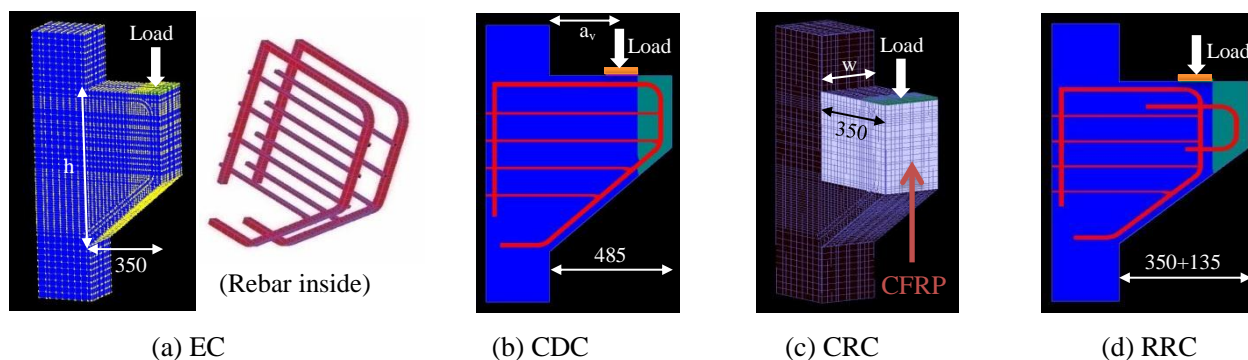 Load
h
350
(Rebar inside)
(a) EC
a_v
Load
485
(b) CDC
Load
w
350
CFRP
(c) CRC
Load
350+135
(d) RRC